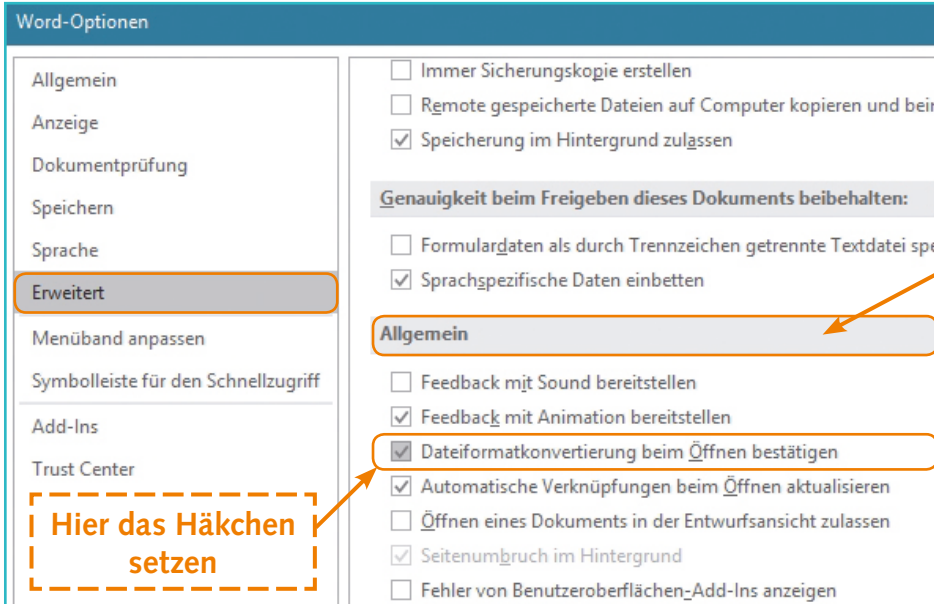 Word-Optionen
Allgemein
Anzeige
Dokumentprüfung
Speichern
Sprache
Erweitert
Menüband anpassen
Symbolleiste für den Schnellzugriff
Add-Ins
Trust Center
Hier das Häkchen
setzen
Immer Sicherungskopie erstellen
Remote gespeicherte Dateien auf Computer kopieren und
Speicherung im Hintergrund zulassen
Genauigkeit beim Freigeben dieses Dokuments beibehalten:
Formulardaten als durch Trennzeichen getrennte Textdatei
Sprachspezifische Daten einbetten
Allgemein
Feedback mit Sound bereitstellen
Feedback mit Animation bereitstellen
Dateiformatkonvertierung beim Öffnen bestätigen
Automatische Verknüpfungen beim Öffnen aktualisieren
Öffnen eines Dokuments in der Entwurfsansicht zulassen
Seitenumbruch im Hintergrund
Fehler von Benutzeroberflächen-Add-Ins anzeigen